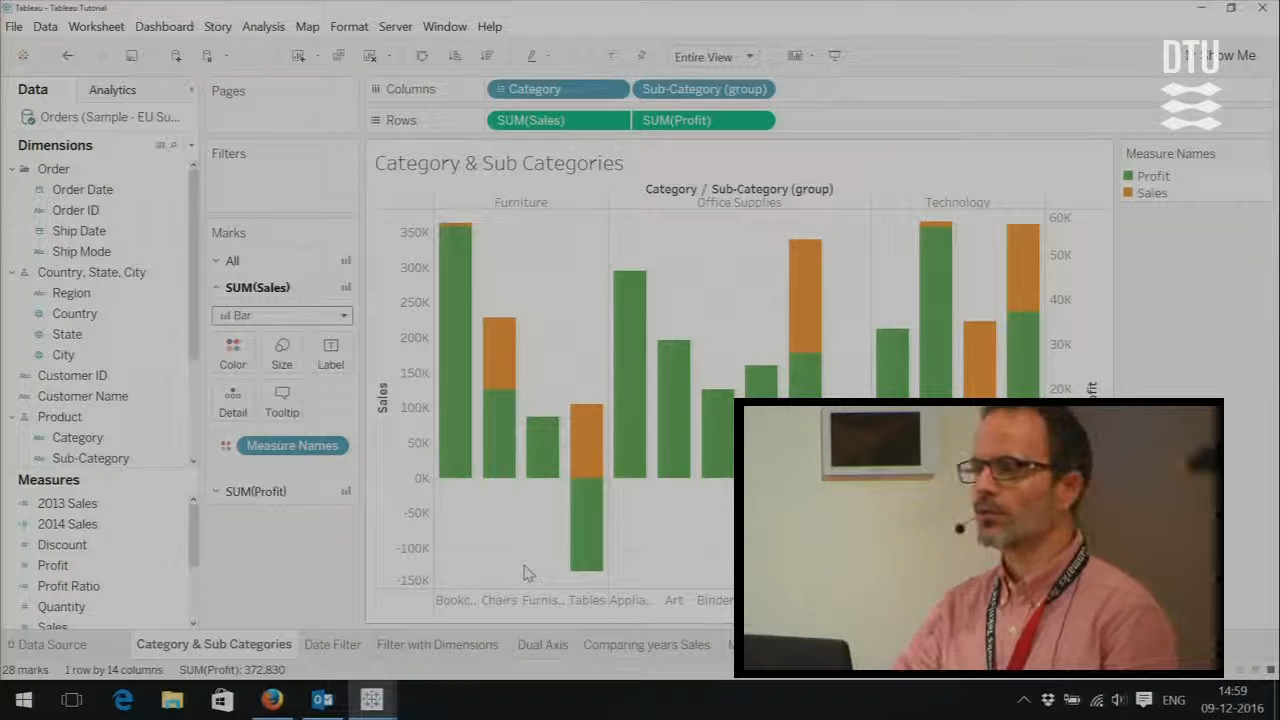 Tableau - Tableau Tutorial
File Data Worksheet Dashboard Story Analysis Map Format Server Window Help
Entire View
Show Me
DTU
Data Analytics
Orders (Sample - EU Su...
Dimensions
Order
Order Date
Order ID
Ship Date
Ship Mode
Country, State, City
Region
Country
State
City
Customer ID
Customer Name
Product
Category
Sub-Category
Measures
2013 Sales
2014 Sales
Discount
Profit
Profit Ratio
Quantity
Sales
Pages
Filters
Marks
All
SUM(Sales)
Bar
Color Size Label
Detail Tooltip
Measure Names
SUM(Profit)
Columns Category Sub-Category (group)
Rows SUM(Sales) SUM(Profit)
Category & Sub Categories
Category / Sub-Category (group)
Furniture Office Supplies Technology
350K
300K
250K
200K
150K
100K
50K
0K
-50K
-100K
-150K
Sales
60K
50K
40K
30K
20K
Bookc.. Chairs Furnis.. Tables Applia.. Art Binder
Measure Names
Profit
Sales
Data Source Category & Sub Categories Date Filter Filter with Dimensions Dual Axis Comparing years Sales
28 marks 1 row by 14 columns SUM(Profit): 372,830
ENG
14:59
09-12-2016